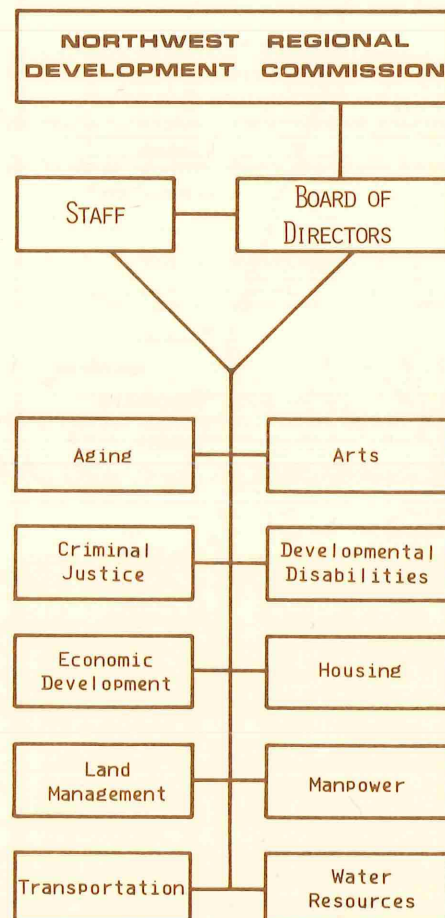 NORTHWEST REGIONAL
DEVELOPMENT COMMISSION
STAFF
BOARD OF
DIRECTORS
Aging
Arts
Criminal
Justice
Developmental
Disabilities
Economic
Development
Housing
Land
Management
Manpower
Transportation
Water
Resources